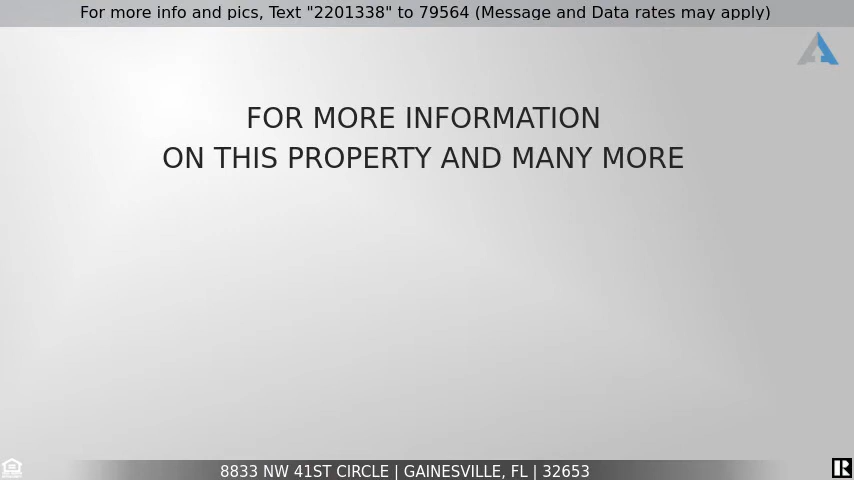 For more info and pics, Text "2201338" to 79564 (Message and Data rates may apply)
FOR MORE INFORMATION
ON THIS PROPERTY AND MANY MORE
8833 NW 41ST CIRCLE | GAINESVILLE, FL | 32653